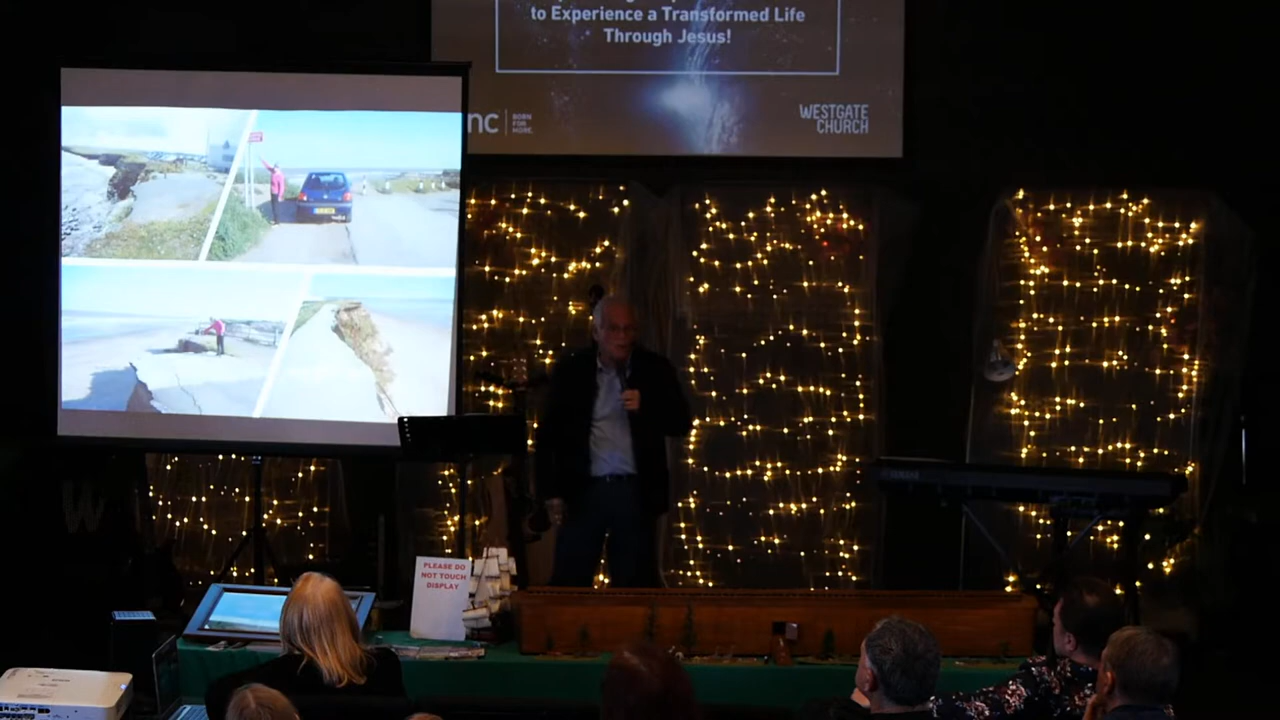 to Experience a Transformed Life
Through Jesus!
nc
BORN
FOR
MORE.
WESTGATE
CHURCH
PLEASE DO
NOT TOUCH
DISPLAY
W